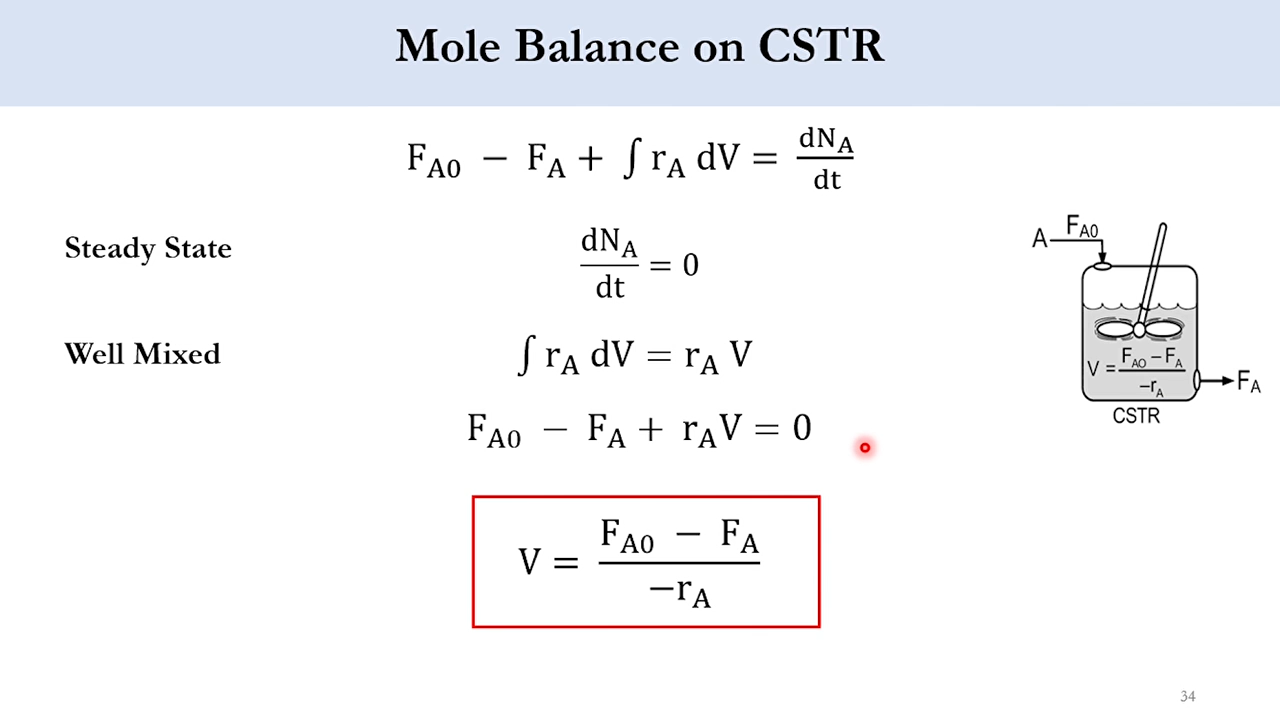 Mole Balance on CSTR
F_A0 − F_A + ∫ r_A dV = dN_A/dt
Steady State
dN_A/dt = 0
Well Mixed
∫ r_A dV = r_A V
F_A0 − F_A + r_A V = 0
V = (F_A0 − F_A)/(−r_A)
A
F_A0
V = (F_AO − F_A)/(−r_A)
F_A
CSTR
34